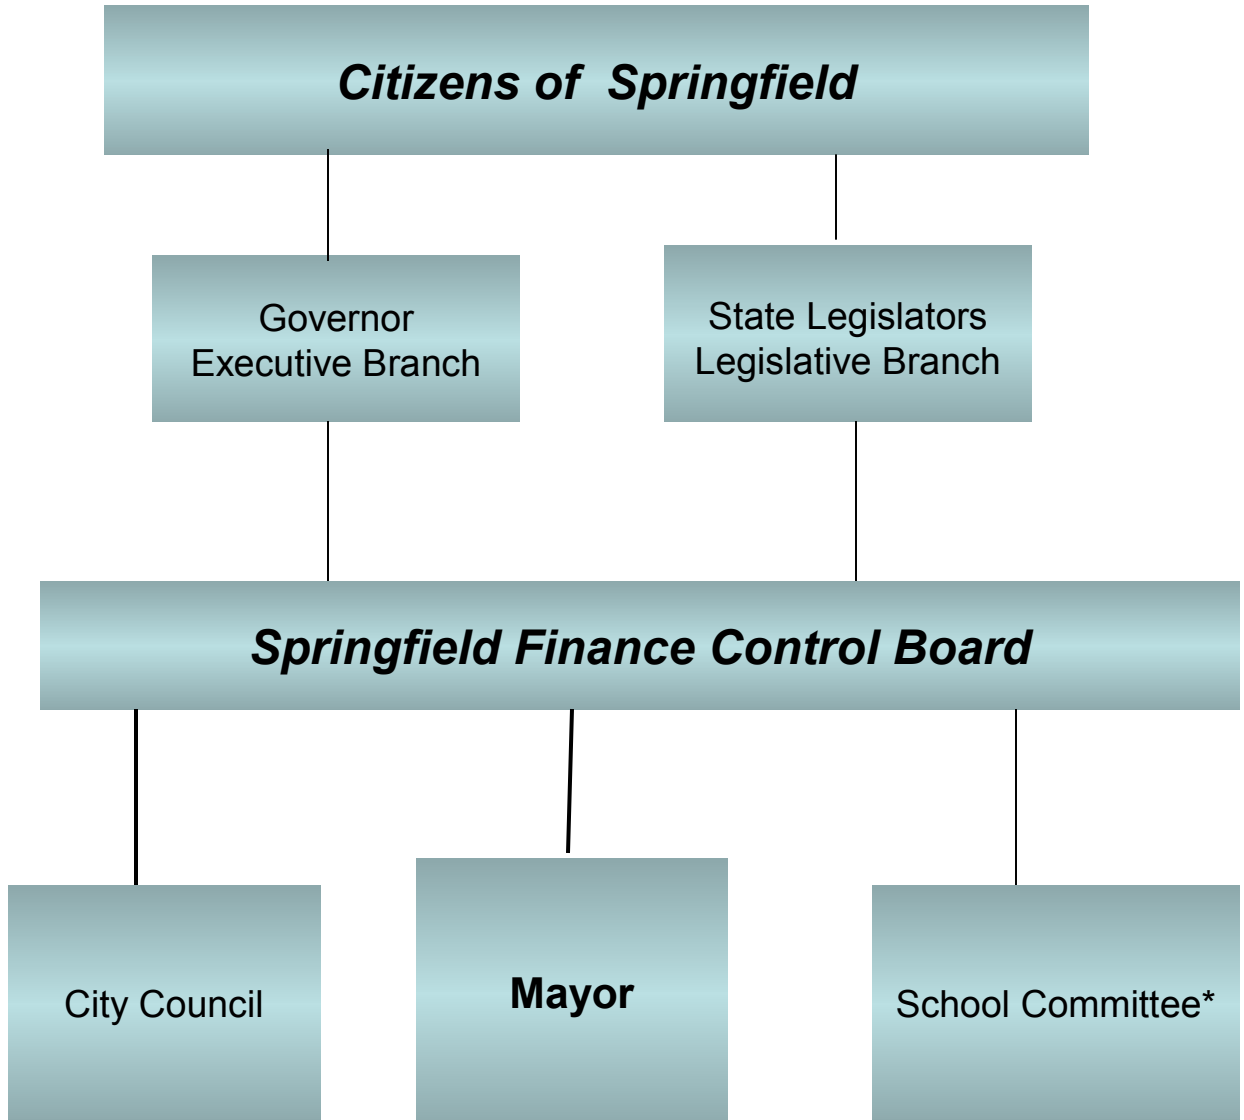 Citizens of Springfield
Governor
Executive Branch
State Legislators
Legislative Branch
Springfield Finance Control Board
City Council
Mayor
School Committee*